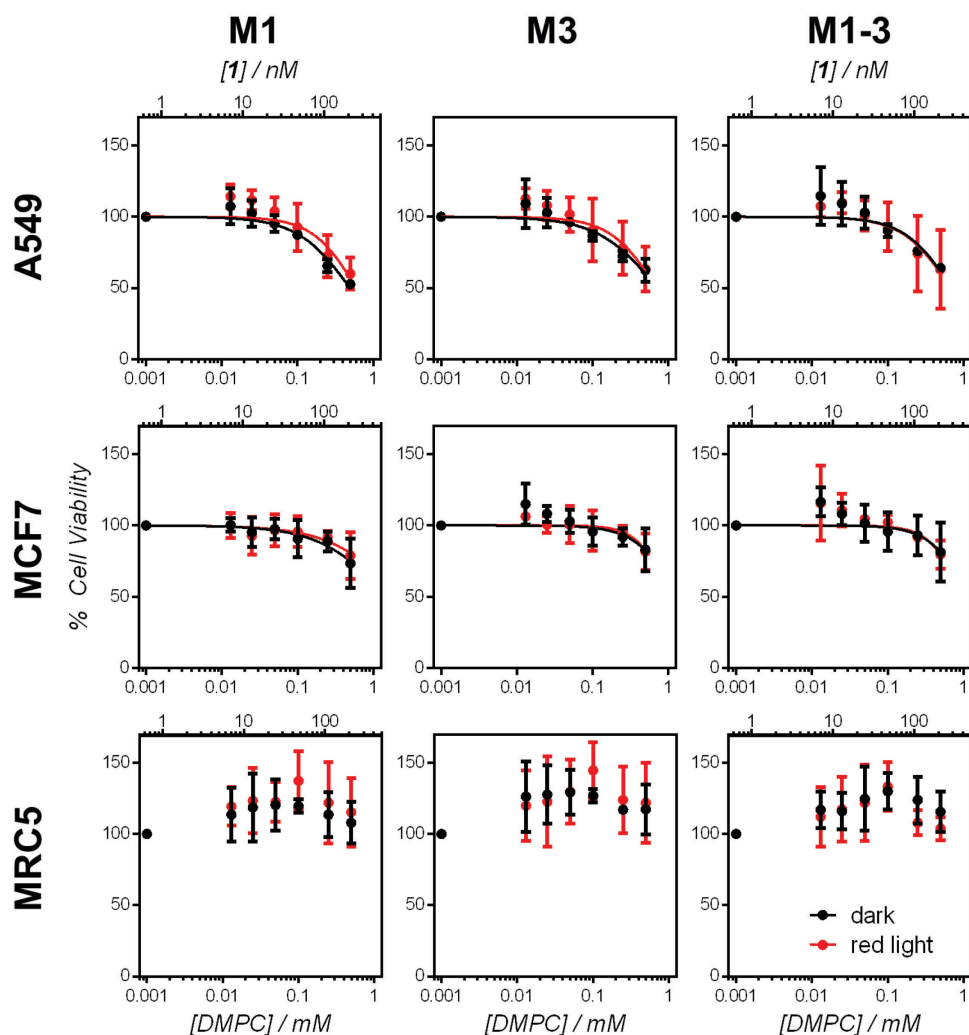 M1 M3 M1-3
[1] / nM [1] / nM
1 10 100 1 10 100
A549
150 150 150
100 100 100
50 50 50
0 0 0
0.001 0.01 0.1 1 0.001 0.01 0.1 1 0.001 0.01 0.1 1
1 10 100 1 10 100
MCF7
% Cell Viability
150 150 150
100 100 100
50 50 50
0 0 0
0.001 0.01 0.1 1 0.001 0.01 0.1 1 0.001 0.01 0.1 1
1 10 100 1 10 100
MRC5
150 150 150
100 100 100
50 50 50
dark
red light
0 0 0
0.001 0.01 0.1 1 0.001 0.01 0.1 1 0.001 0.01 0.1 1
[DMPC] / mM [DMPC] / mM [DMPC] / mM